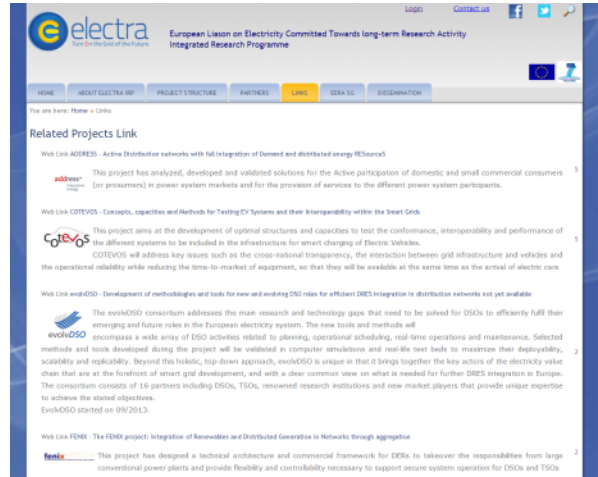 Login Contact us
electra
Turn En the Grid of the Future
European Liason on Electricity Committed Towards long-term Research Activity
Integrated Research Programme
HOME ABOUT ELECTRA IRP PROJECT STRUCTURE PARTNERS LINKS EERA SG DISSEMINATION
You are here: Home Links
Related Projects Link
Web Link ADDRESS - Active Distribution networks with full integration of Demand and distributed energy RESourceS
address
interactive
energy
This project has analyzed, developed and validated solutions for the Active participation of domestic and small commercial consumers 5
(or prosumers) in power system markets and for the provision of services to the different power system participants.
Web Link COTEVOS - Concepts, capacities and Methods for Testing EV Systems and their Interoperability within the Smart Grids
cotevos
This project aims at the development of optimal structures and capacities to test the conformance, interoperability and performance of
the different systems to be included in the infrastructure for smart charging of Electric Vehicles. 5
COTEVOS will address key issues such as the cross-national transparency, the interaction between grid infrastructure and vehicles and
the operational reliability while reducing the time-to-market of equipment, so that they will be available at the same time as the arrival of electric care
Web Link evolvDSO - Development of methodologies and tools for new and evolving DSO roles for efficient DRES integration in distribution networks not yet available
evolvDSO
The evolvDSO consortium addresses the main research and technology gaps that need to be solved for DSOs to efficiently fulfil their
emerging and future roles in the European electricity system. The new tools and methods will
encompass a wide array of DSO activities related to planning, operational scheduling, real-time operations and maintenance. Selected
methods and tools developed during the project will be validated in computer simulations and real-life test beds to maximize their deployability, 2
scalability and replicability. Beyond this holistic, top-down approach, evolvDSO is unique in that it brings together the key actors of the electricity value
chain that are at the forefront of smart grid development, and with a clear common view on what is needed for further DRES integration in Europe.
The consortium consists of 16 partners including DSOs, TSOs, renowned research institutions and new market players that provide unique expertise
to achieve the stated objectives.
EvolvDSO started on 09/2013.
Web Link FENIX - The FENIX project: integration of Renewables and Distributed Generation in Networks through aggregation
fenix
This project has designed a technical architecture and commercial framework for DERs to takeover the responsibilities from large 2
conventional power plants and provide flexibility and controllability necessary to support secure system operation for DSOs and TSOs